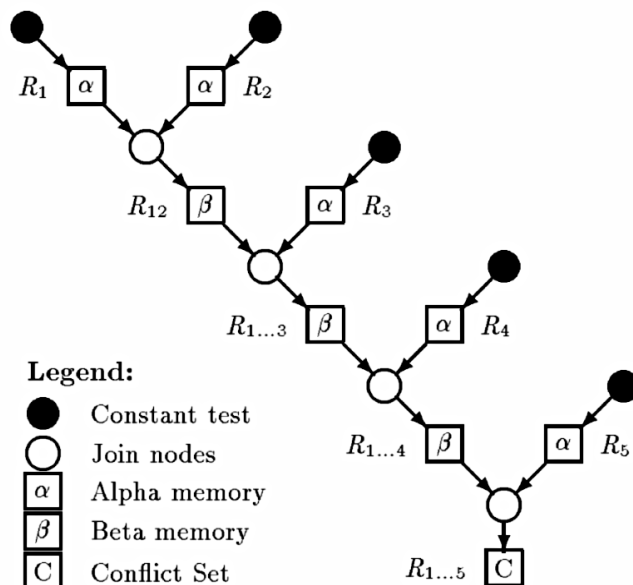 R₁ α α R₂
R₁₂ β α R₃
R₁...₃ β α R₄
Legend:
Constant test
R₁...₄ β α R₅
Join nodes
α Alpha memory
β Beta memory
C Conflict Set
R₁...₅ C